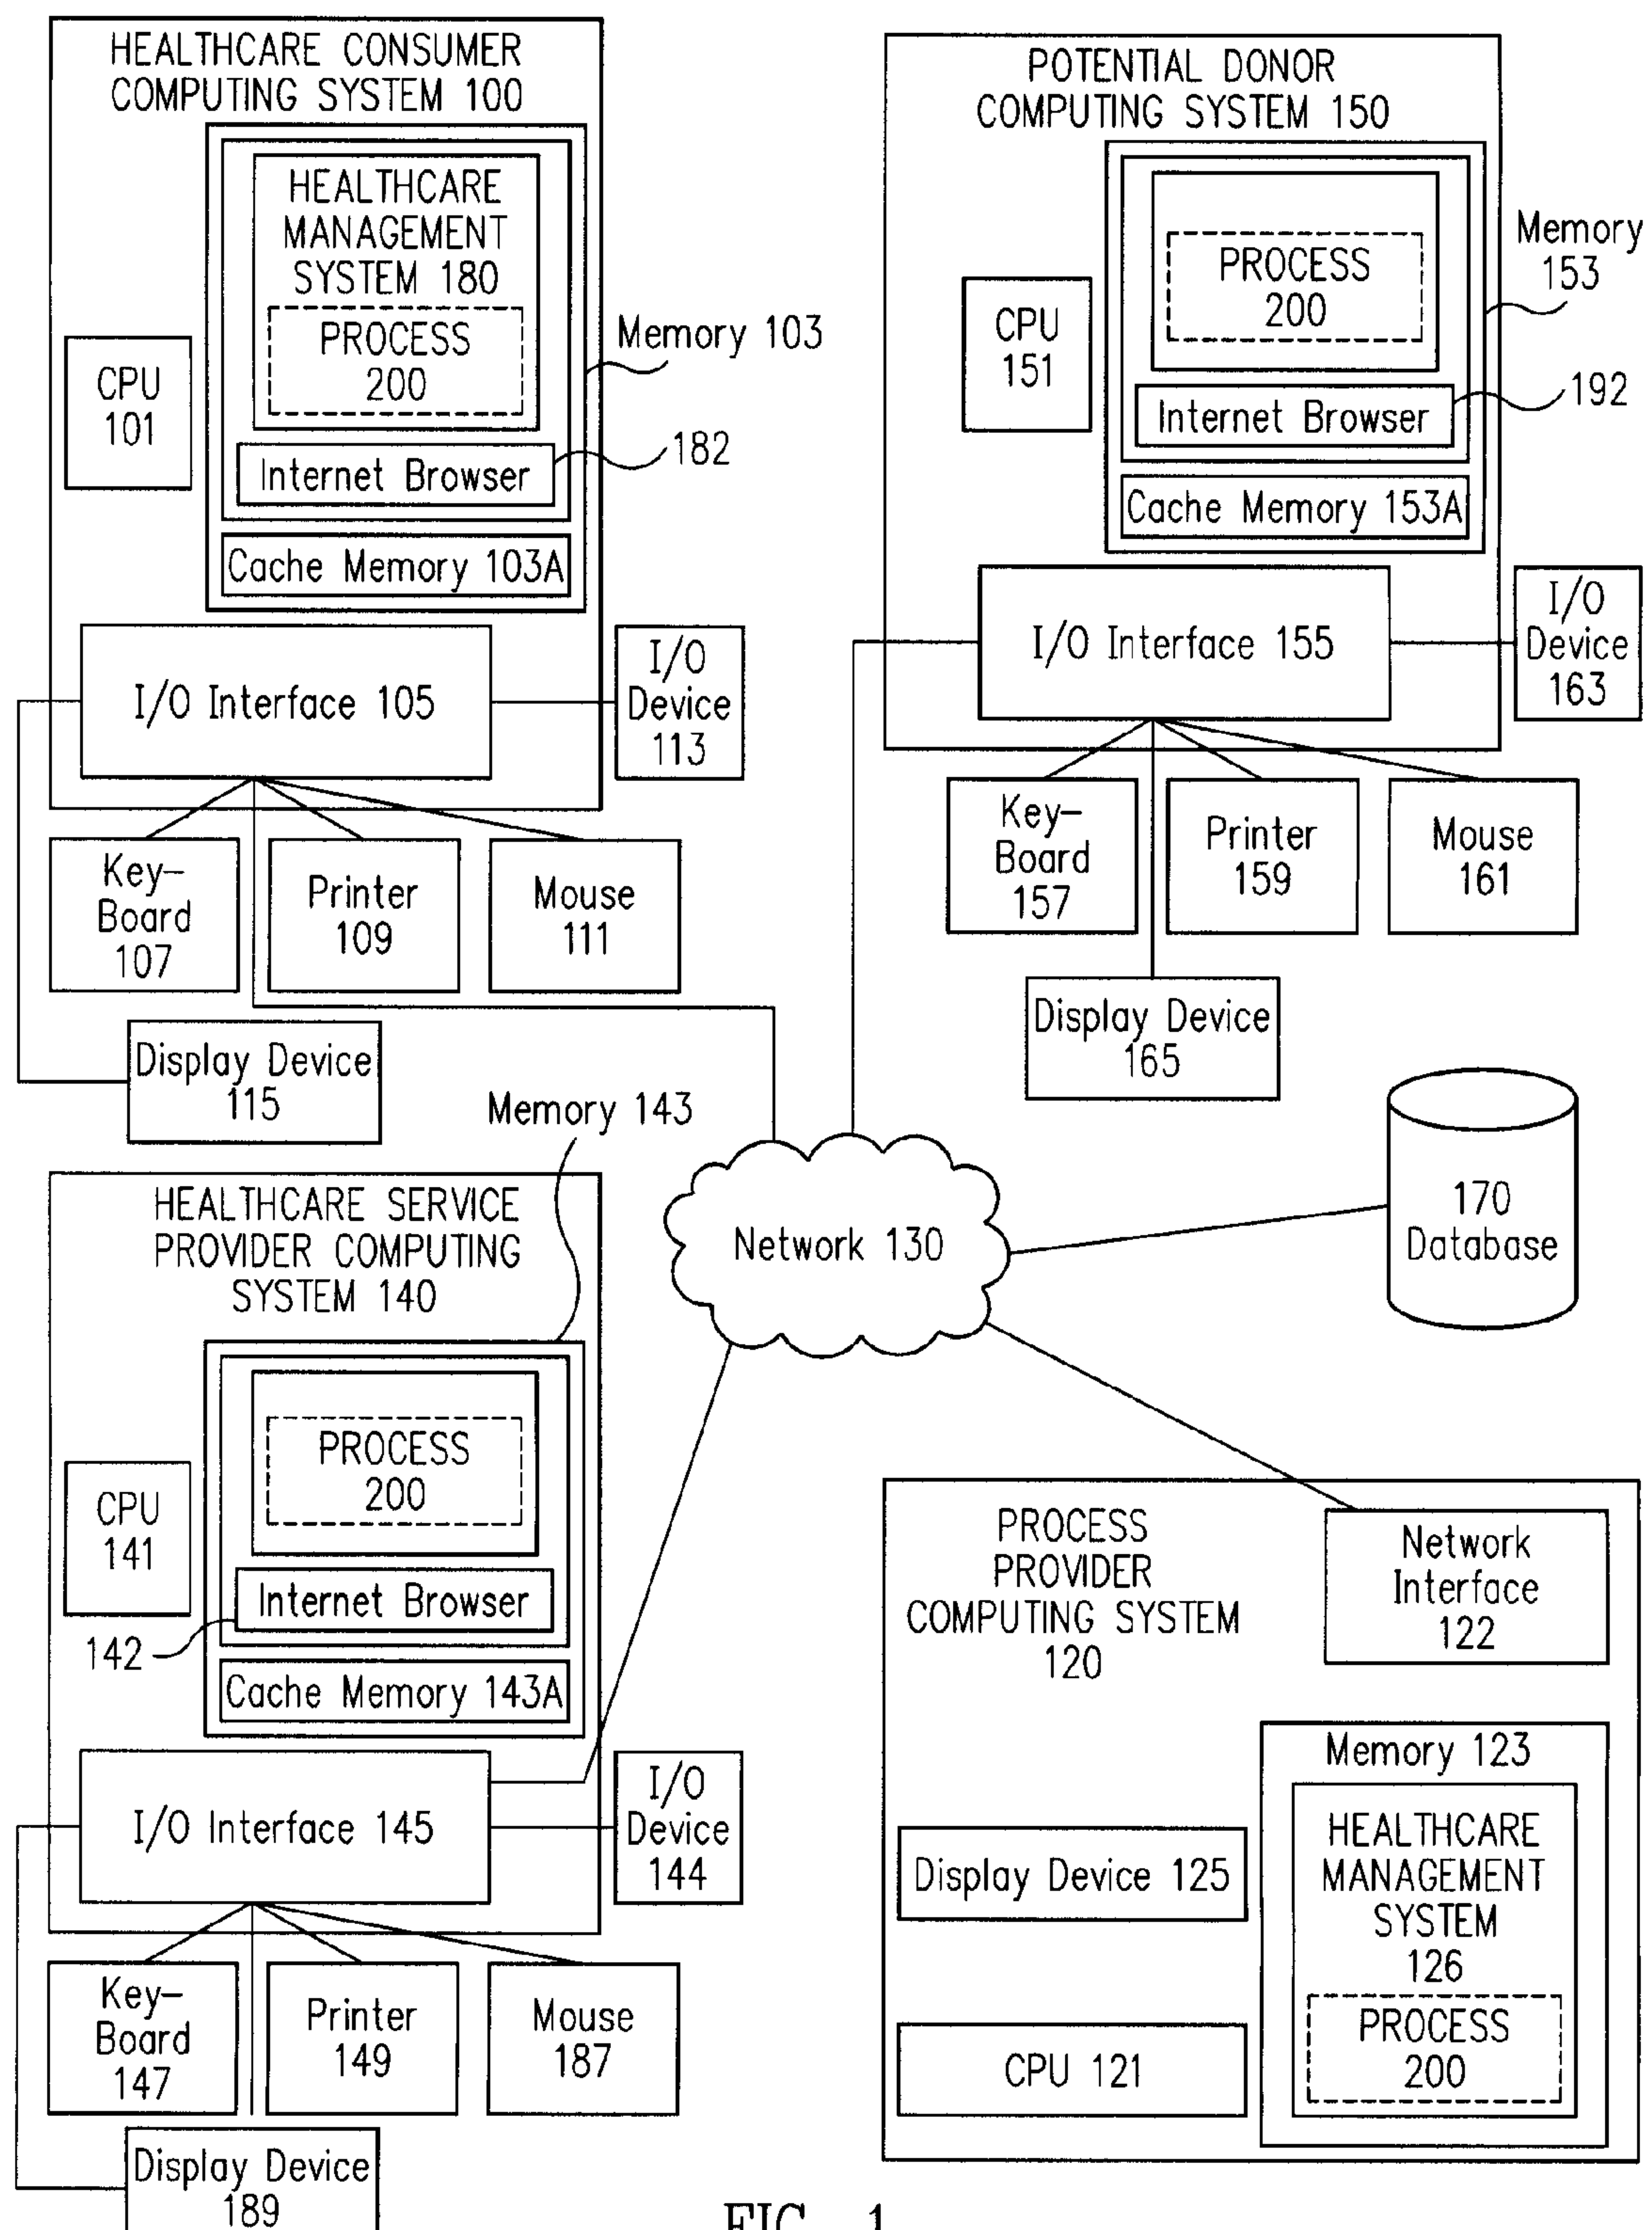 HEALTHCARE CONSUMER
COMPUTING SYSTEM 100
HEALTHCARE
MANAGEMENT
SYSTEM 180
PROCESS
200
Memory 103
CPU
101
Internet Browser
182
Cache Memory 103A
I/O Interface 105
I/O
Device
113
Key-
Board
107
Printer
109
Mouse
111
Display Device
115
POTENTIAL DONOR
COMPUTING SYSTEM 150
Memory
153
PROCESS
200
CPU
151
Internet Browser
192
Cache Memory 153A
I/O Interface 155
I/O
Device
163
Key-
Board
157
Printer
159
Mouse
161
Display Device
165
Memory 143
Network 130
170
Database
HEALTHCARE SERVICE
PROVIDER COMPUTING
SYSTEM 140
PROCESS
200
CPU
141
Internet Browser
142
Cache Memory 143A
I/O Interface 145
I/O
Device
144
Key-
Board
147
Printer
149
Mouse
187
Display Device
189
PROCESS
PROVIDER
COMPUTING SYSTEM
120
Network
Interface
122
Memory 123
HEALTHCARE
MANAGEMENT
SYSTEM
126
PROCESS
200
Display Device 125
CPU 121
FIG. 1